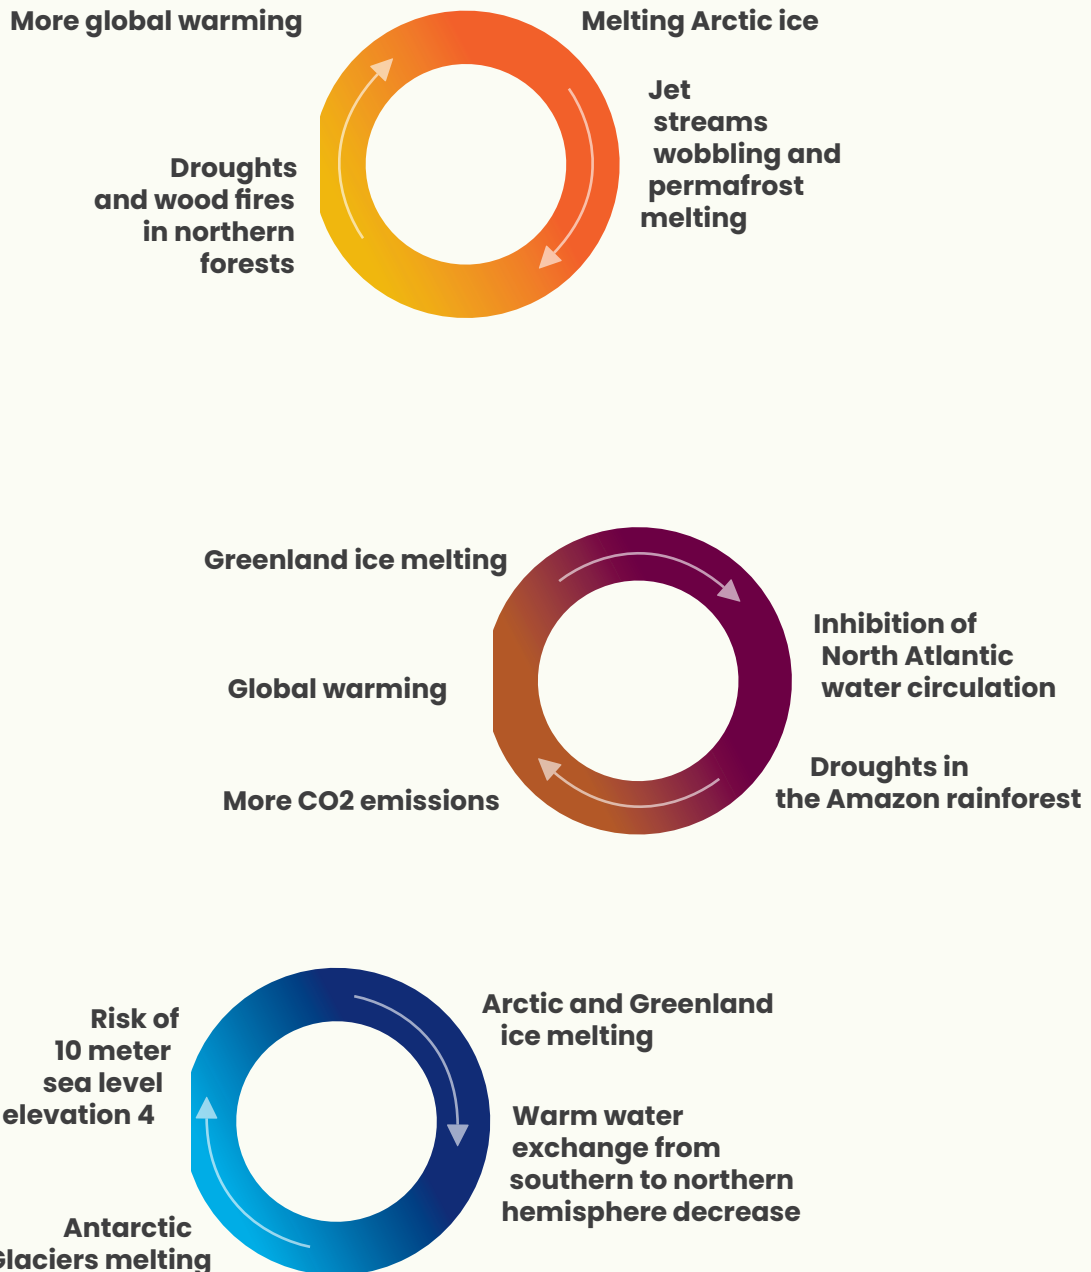 More global warming
Melting Arctic ice
Jet
streams
wobbling and
permafrost
melting
Droughts
and wood fires
in northern
forests
Greenland ice melting
Inhibition of
North Atlantic
water circulation
Global warming
Droughts in
the Amazon rainforest
More CO2 emissions
Arctic and Greenland
ice melting
Risk of
10 meter
sea level
elevation 4
Warm water
exchange from
southern to northern
hemisphere decrease
Antarctic
Glaciers melting